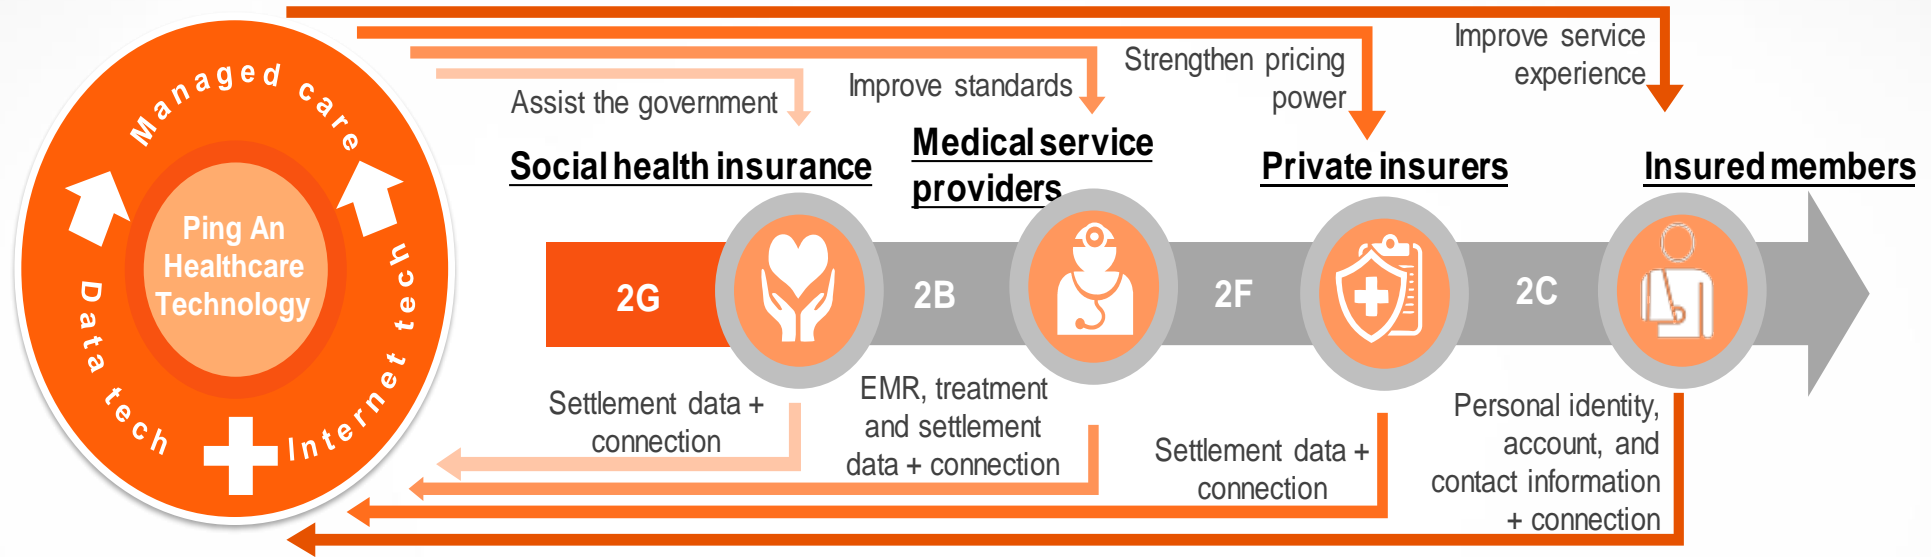 Managed care
Data tech
Internet tech
Ping An
Healthcare
Technology
Assist the government
Improve standards
Strengthen pricing
power
Improve service
experience
Social health insurance
Medical service
providers
Private insurers
Insured members
2G
2B
2F
2C
Settlement data +
connection
EMR, treatment
and settlement
data + connection
Settlement data +
connection
Personal identity,
account, and
contact information
+ connection